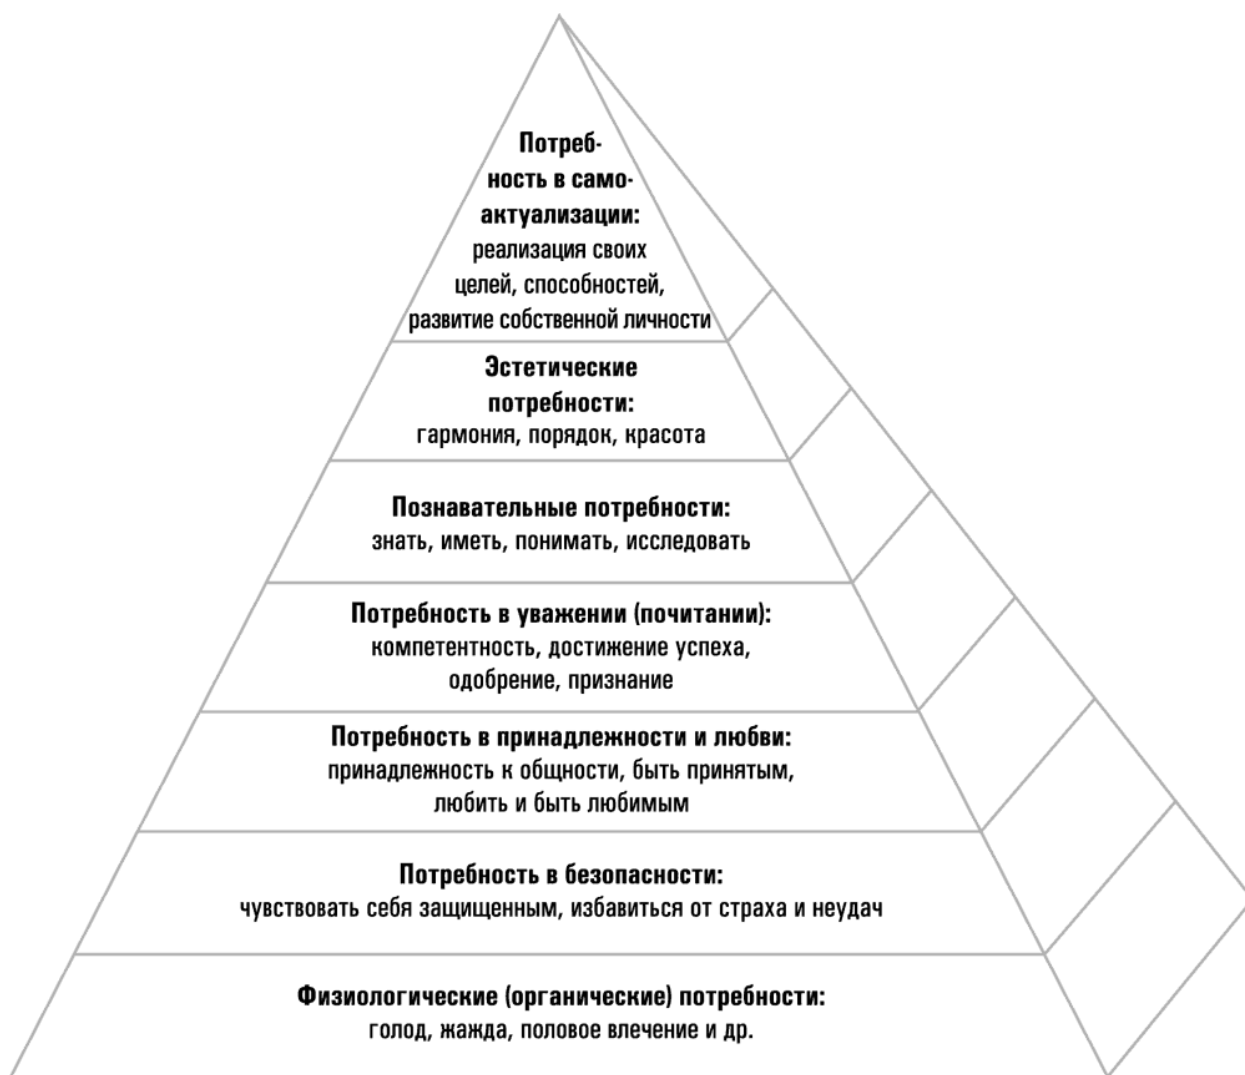 Потреб-
ность в само-
актуализации:
реализация своих
целей, способностей,
развитие собственной личности
Эстетические
потребности:
гармония, порядок, красота
Познавательные потребности:
знать, иметь, понимать, исследовать
Потребность в уважении (почитании):
компетентность, достижение успеха,
одобрение, признание
Потребность в принадлежности и любви:
принадлежность к общности, быть принятым,
любить и быть любимым
Потребность в безопасности:
чувствовать себя защищенным, избавиться от страха и неудач
Физиологические (органические) потребности:
голод, жажда, половое влечение и др.